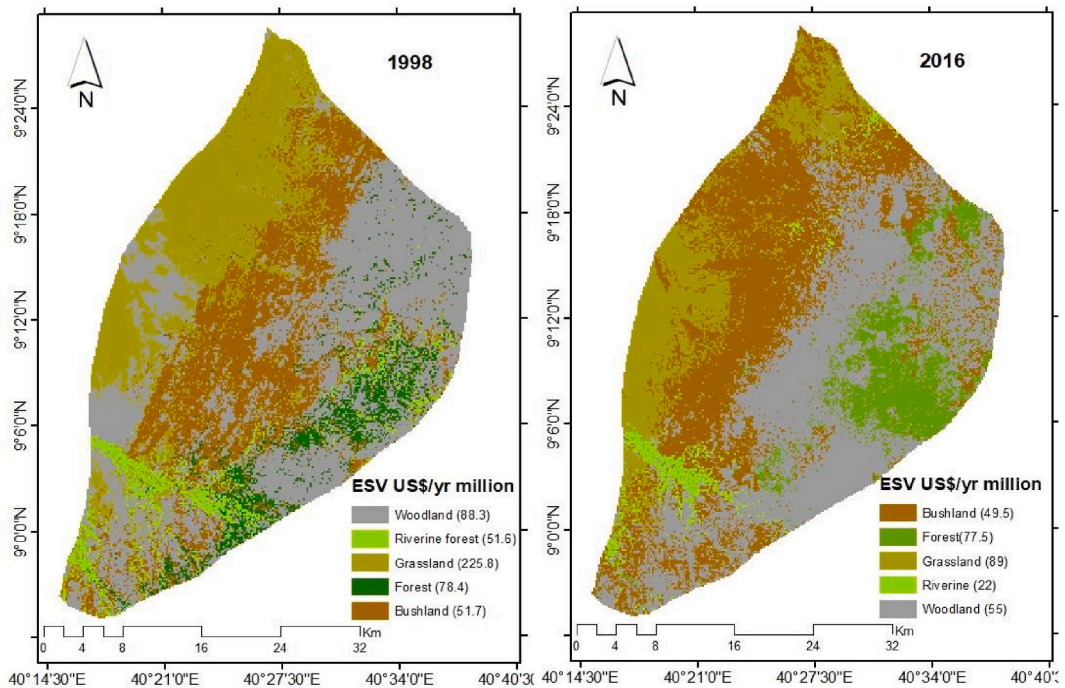 1998
N
9°24'0"N
9°18'0"N
9°12'0"N
9°6'0"N
9°0'0"N
ESV US$/yr million
Woodland (88.3)
Riverine forest (51.6)
Grassland (225.8)
Forest (78.4)
Bushland (51.7)
Km
0 4 8 16 24 32
40°14'30"E 40°21'0"E 40°27'30"E 40°34'0"E 40°40'30
2016
N
9°24'0"N
9°18'0"N
9°12'0"N
9°6'0"N
9°0'0"N
ESV US$/yr million
Bushland (49.5)
Forest(77.5)
Grassland (89)
Riverine (22)
Woodland (55)
Km
0 4 8 16 24 32
40°14'30"E 40°21'0"E 40°27'30"E 40°34'0"E 40°40'